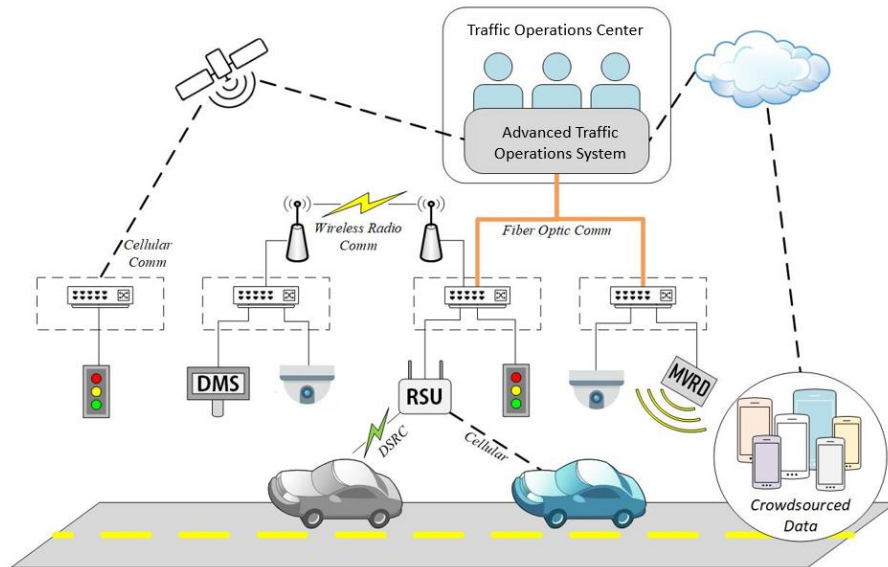 Traffic Operations Center
Advanced Traffic
Operations System
Wireless Radio
Comm
Fiber Optic Comm
Cellular
Comm
DMS
RSU
MVRD
DSRC
Cellular
Crowdsourced
Data